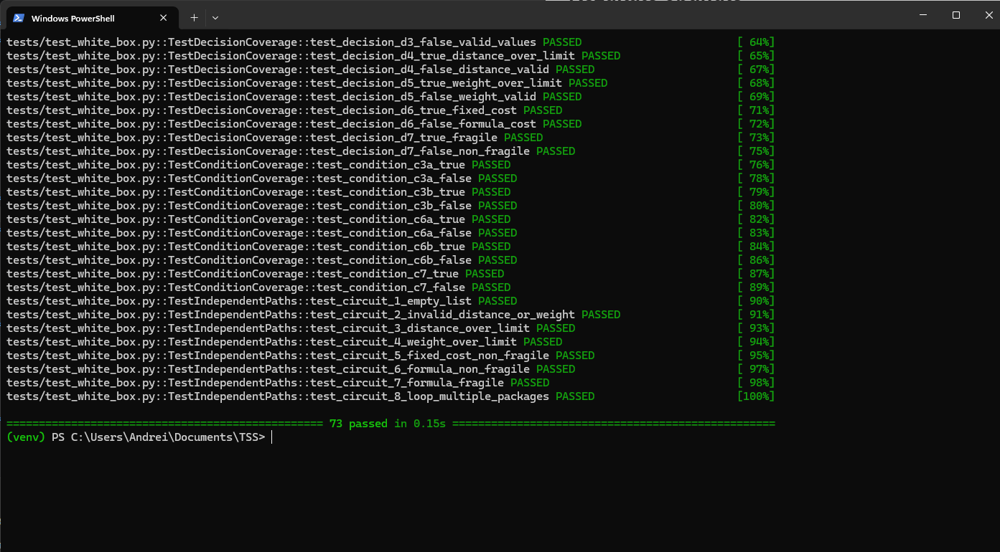 Windows PowerShell
tests/test_white_box.py::TestDecisionCoverage::test_decision_d3_false_valid_values PASSED [ 64%]
tests/test_white_box.py::TestDecisionCoverage::test_decision_d4_true_distance_over_limit PASSED [ 65%]
tests/test_white_box.py::TestDecisionCoverage::test_decision_d4_false_distance_valid PASSED [ 67%]
tests/test_white_box.py::TestDecisionCoverage::test_decision_d5_true_weight_over_limit PASSED [ 68%]
tests/test_white_box.py::TestDecisionCoverage::test_decision_d5_false_weight_valid PASSED [ 69%]
tests/test_white_box.py::TestDecisionCoverage::test_decision_d6_true_fixed_cost PASSED [ 71%]
tests/test_white_box.py::TestDecisionCoverage::test_decision_d6_false_formula_cost PASSED [ 72%]
tests/test_white_box.py::TestDecisionCoverage::test_decision_d7_true_fragile PASSED [ 73%]
tests/test_white_box.py::TestDecisionCoverage::test_decision_d7_false_non_fragile PASSED [ 75%]
tests/test_white_box.py::TestConditionCoverage::test_condition_c3a_true PASSED [ 76%]
tests/test_white_box.py::TestConditionCoverage::test_condition_c3a_false PASSED [ 78%]
tests/test_white_box.py::TestConditionCoverage::test_condition_c3b_true PASSED [ 79%]
tests/test_white_box.py::TestConditionCoverage::test_condition_c3b_false PASSED [ 80%]
tests/test_white_box.py::TestConditionCoverage::test_condition_c6a_true PASSED [ 82%]
tests/test_white_box.py::TestConditionCoverage::test_condition_c6a_false PASSED [ 83%]
tests/test_white_box.py::TestConditionCoverage::test_condition_c6b_true PASSED [ 84%]
tests/test_white_box.py::TestConditionCoverage::test_condition_c6b_false PASSED [ 86%]
tests/test_white_box.py::TestConditionCoverage::test_condition_c7_true PASSED [ 87%]
tests/test_white_box.py::TestConditionCoverage::test_condition_c7_false PASSED [ 89%]
tests/test_white_box.py::TestIndependentPaths::test_circuit_1_empty_list PASSED [ 90%]
tests/test_white_box.py::TestIndependentPaths::test_circuit_2_invalid_distance_or_weight PASSED [ 91%]
tests/test_white_box.py::TestIndependentPaths::test_circuit_3_distance_over_limit PASSED [ 93%]
tests/test_white_box.py::TestIndependentPaths::test_circuit_4_weight_over_limit PASSED [ 94%]
tests/test_white_box.py::TestIndependentPaths::test_circuit_5_fixed_cost_non_fragile PASSED [ 95%]
tests/test_white_box.py::TestIndependentPaths::test_circuit_6_formula_non_fragile PASSED [ 97%]
tests/test_white_box.py::TestIndependentPaths::test_circuit_7_formula_fragile PASSED [ 98%]
tests/test_white_box.py::TestIndependentPaths::test_circuit_8_loop_multiple_packages PASSED [100%]
================================================= 73 passed in 0.15s ==================================================
(venv) PS C:\Users\Andrei\Documents\TSS>